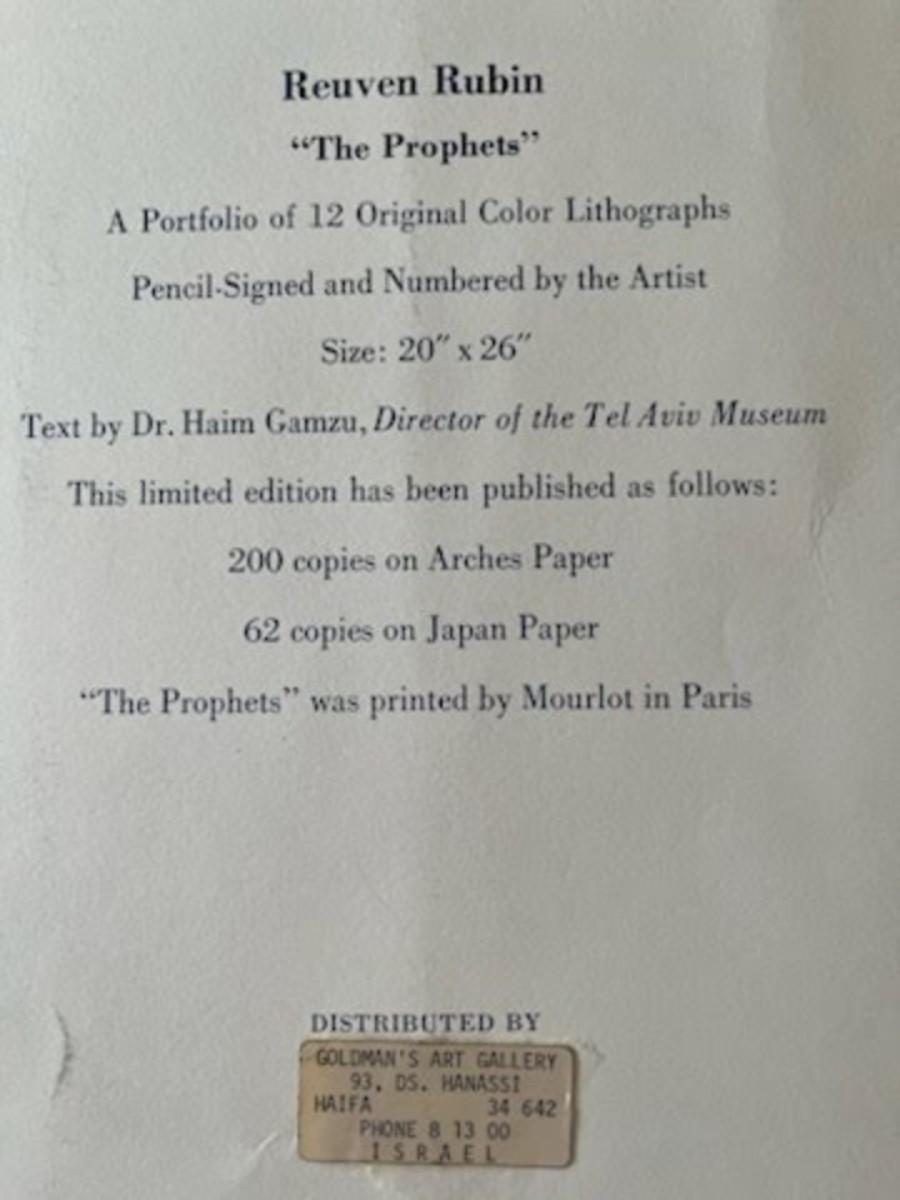 Reuven Rubin
“The Prophets”
A Portfolio of 12 Original Color Lithographs
Pencil-Signed and Numbered by the Artist
Size: 20″ x 26″
Text by Dr. Haim Gamzu, Director of the Tel Aviv Museum
This limited edition has been published as follows:
200 copies on Arches Paper
62 copies on Japan Paper
“The Prophets” was printed by Mourlot in Paris
DISTRIBUTED BY
GOLDMAN'S ART GALLERY
93, DS. HANASSI
HAIFA 34 642
PHONE 8 13 00
ISRAEL